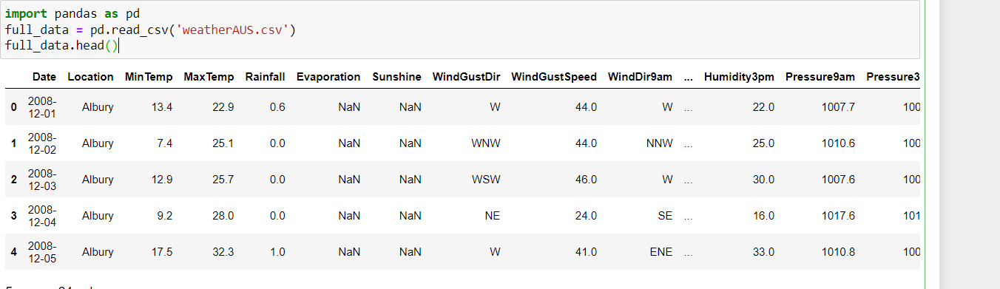 import pandas as pd
full_data = pd.read_csv('weatherAUS.csv')
full_data.head()
Date Location MinTemp MaxTemp Rainfall Evaporation Sunshine WindGustDir WindGustSpeed WindDir9am ... Humidity3pm Pressure9am Pressure3
0 2008-12-01 Albury 13.4 22.9 0.6 NaN NaN W 44.0 W ... 22.0 1007.7 100
1 2008-12-02 Albury 7.4 25.1 0.0 NaN NaN WNW 44.0 NNW ... 25.0 1010.6 100
2 2008-12-03 Albury 12.9 25.7 0.0 NaN NaN WSW 46.0 W ... 30.0 1007.6 100
3 2008-12-04 Albury 9.2 28.0 0.0 NaN NaN NE 24.0 SE ... 16.0 1017.6 101
4 2008-12-05 Albury 17.5 32.3 1.0 NaN NaN W 41.0 ENE ... 33.0 1010.8 100